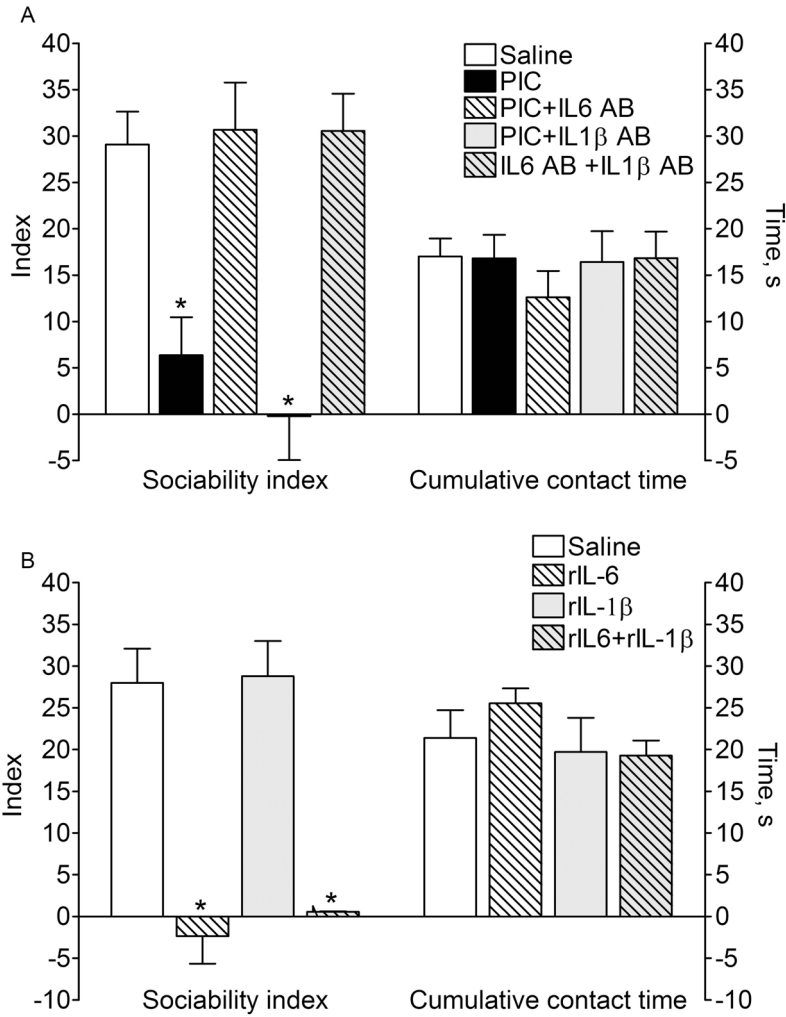 A
40
35
30
25
20
15
10
5
0
-5
Index
Saline
PIC
PIC+IL6 AB
PIC+IL1β AB
IL6 AB +IL1β AB
*
*
40
35
30
25
20
15
10
5
0
-5
Time, s
Sociability index
Cumulative contact time
B
40
35
30
25
20
15
10
5
0
-5
-10
Index
Saline
rIL-6
rIL-1β
rIL6+rIL-1β
*
*
40
35
30
25
20
15
10
5
0
-5
-10
Time, s
Sociability index
Cumulative contact time